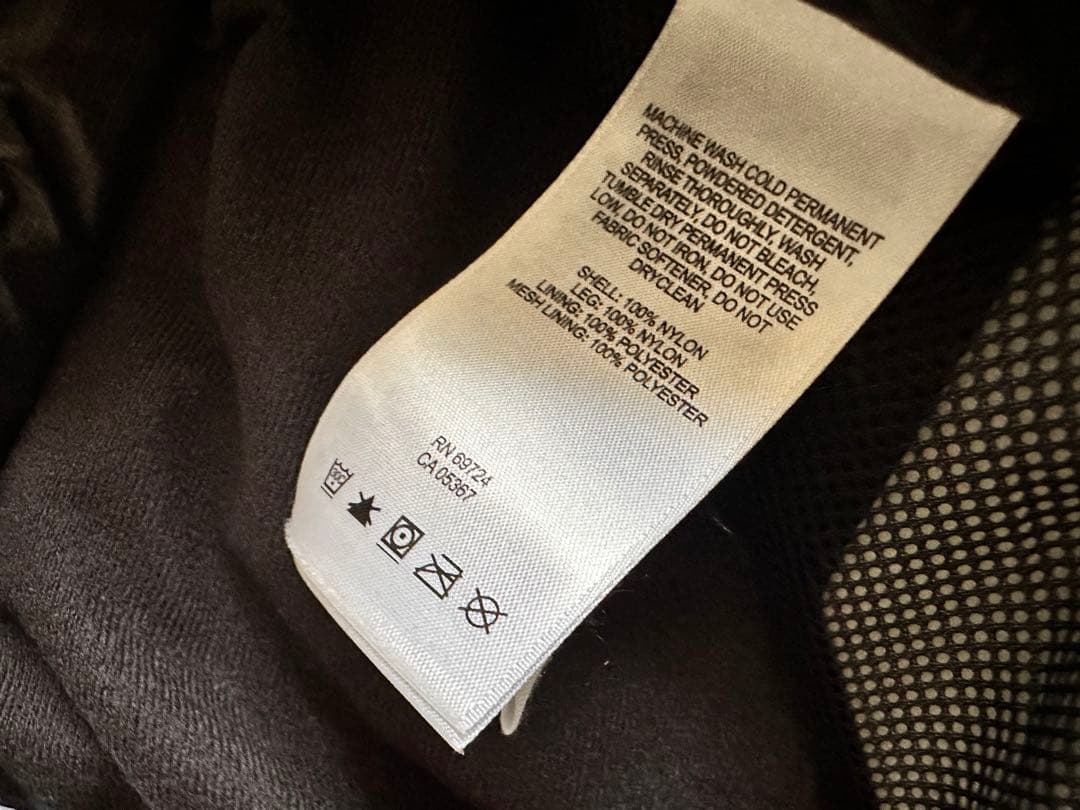 MACHINE WASH COLD PERMANENT
PRESS, POWDERED DETERGENT,
RINSE THOROUGHLY, WASH
SEPARATELY, DO NOT BLEACH,
TUMBLE DRY PERMANENT PRESS
LOW, DO NOT IRON, DO NOT USE
FABRIC SOFTENER, DO NOT
DRYCLEAN
SHELL: 100% NYLON
LEG: 100% NYLON
LINING: 100% POLYESTER
MESH LINING: 100% POLYESTER
RN 69724
CA 05367